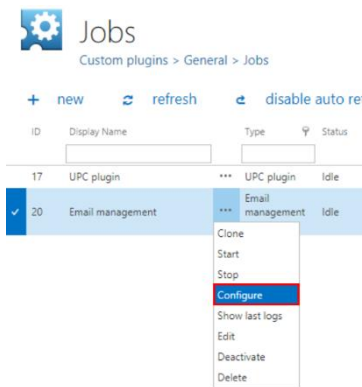 Jobs
Custom plugins > General > Jobs
+ new refresh disable auto re
ID Display Name Type Status
17 UPC plugin ••• UPC plugin Idle
20 Email management ••• Email management Idle
Clone
Start
Stop
Configure
Show last logs
Edit
Deactivate
Delete